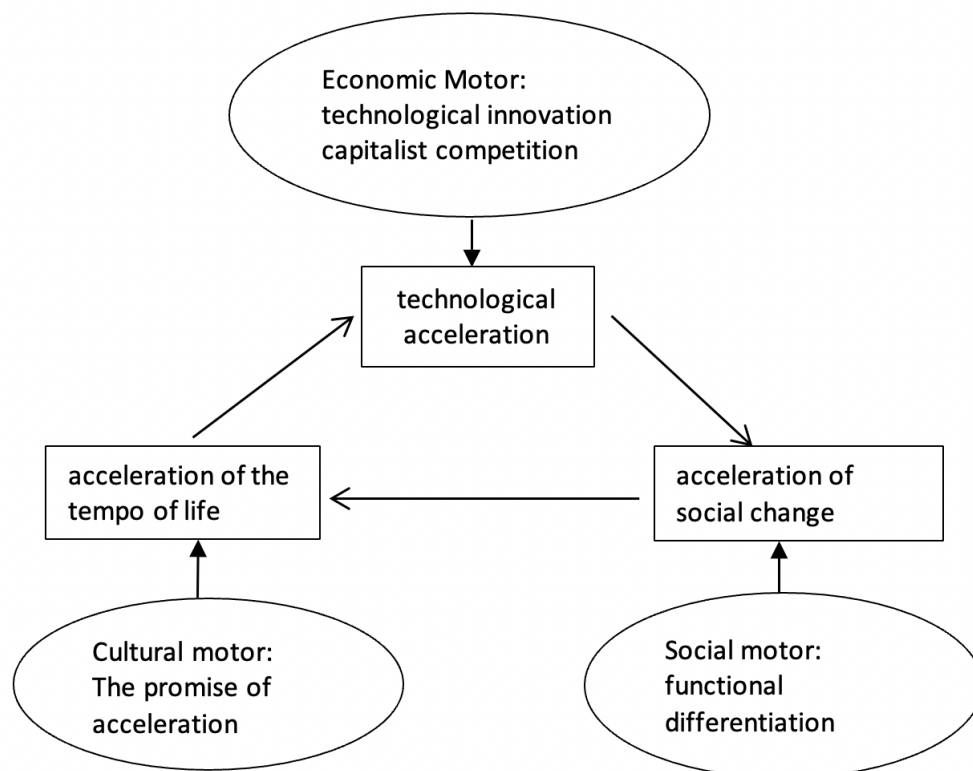 Economic Motor:
technological innovation
capitalist competition
technological
acceleration
acceleration of the
tempo of life
acceleration of
social change
Cultural motor:
The promise of
acceleration
Social motor:
functional
differentiation